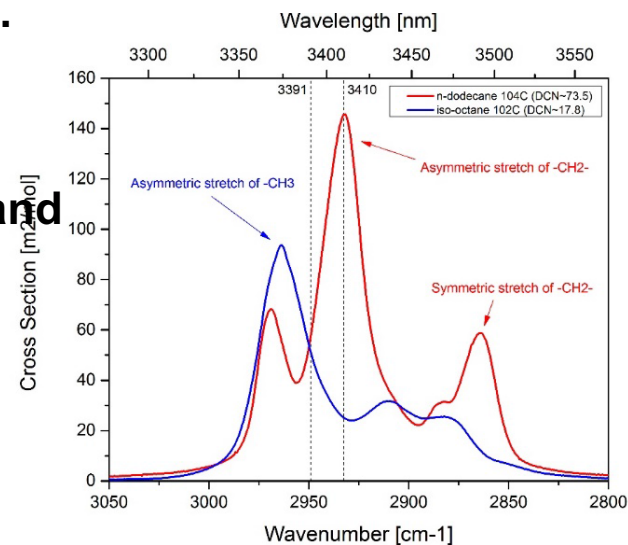 .
Wavelength [nm]
3300 3350 3400 3450 3500 3550
160
140
120
100
80
60
40
20
0
Cross Section [m2/mol]
and
3391
3410
n-dodecane 104C (DCN~73.5)
iso-octane 102C (DCN~17.8)
Asymmetric stretch of -CH2-
Asymmetric stretch of -CH3
Symmetric stretch of -CH2-
3050 3000 2950 2900 2850 2800
Wavenumber [cm-1]